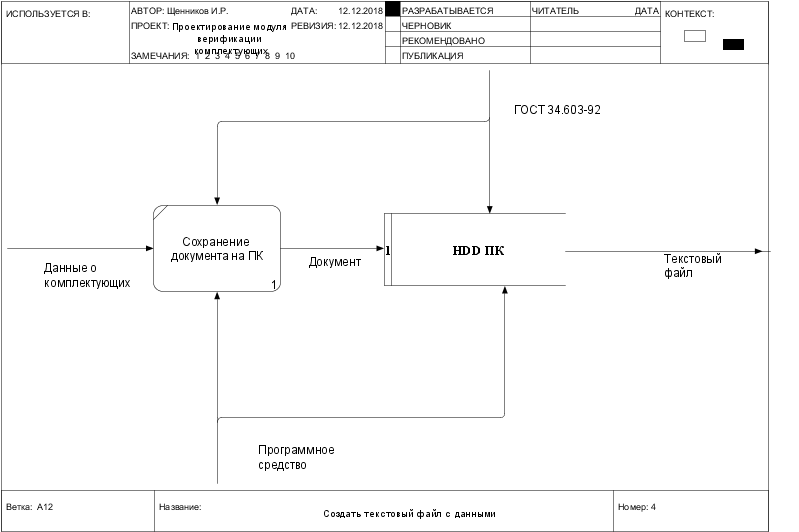 ИСПОЛЬЗУЕТСЯ В:
АВТОР: Щенников И.Р.
ДАТА: 12.12.2018
ПРОЕКТ: Проектирование модуля
верификации
комплектующих
РЕВИЗИЯ: 12.12.2018
ЗАМЕЧАНИЯ: 1 2 3 4 5 6 7 8 9 10
РАЗРАБАТЫВАЕТСЯ
ЧЕРНОВИК
РЕКОМЕНДОВАНО
ПУБЛИКАЦИЯ
ЧИТАТЕЛЬ
ДАТА
КОНТЕКСТ:
ГОСТ 34.603-92
Сохранение
документа на ПК
1
Данные о
комплектующих
Документ
1
HDD ПК
Текстовый
файл
Программное
средство
Ветка: А12
Название:
Создать текстовый файл с данными
Номер: 4